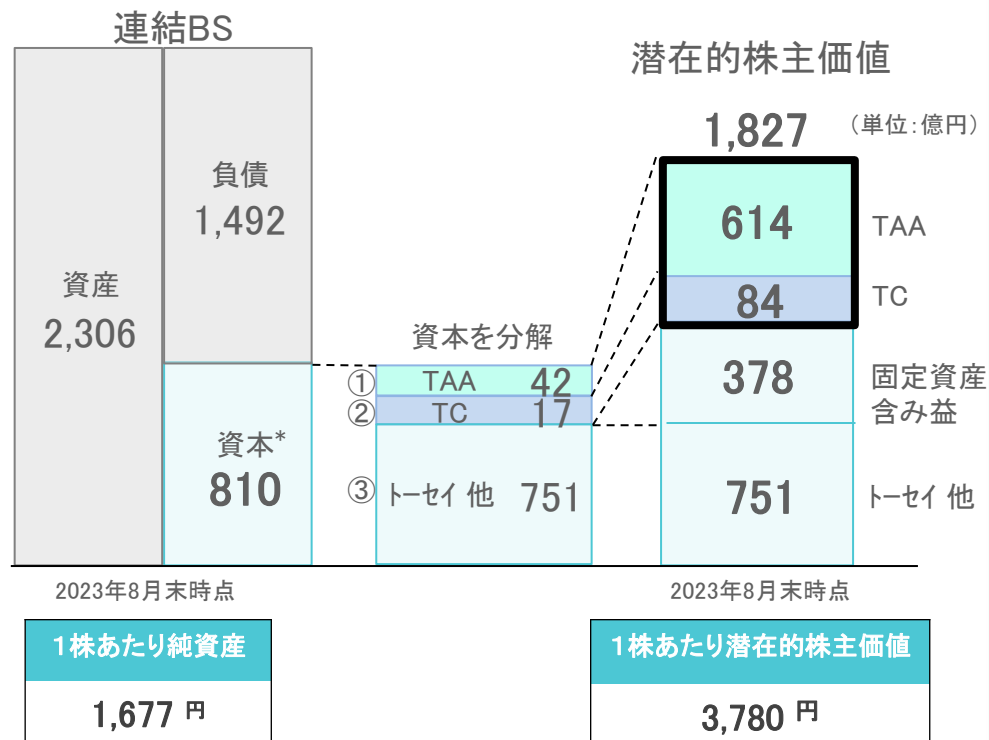 連結BS
潜在的株主価値
1,827
（単位：億円）
資産
2,306
負債
1,492
資本*
810
資本を分解
① TAA 42
② TC 17
③ トーセイ 他 751
614
TAA
84
TC
378
固定資産
含み益
751
トーセイ 他
2023年8月末時点
2023年8月末時点
１株あたり純資産
1,677 円
１株あたり潜在的株主価値
3,780 円